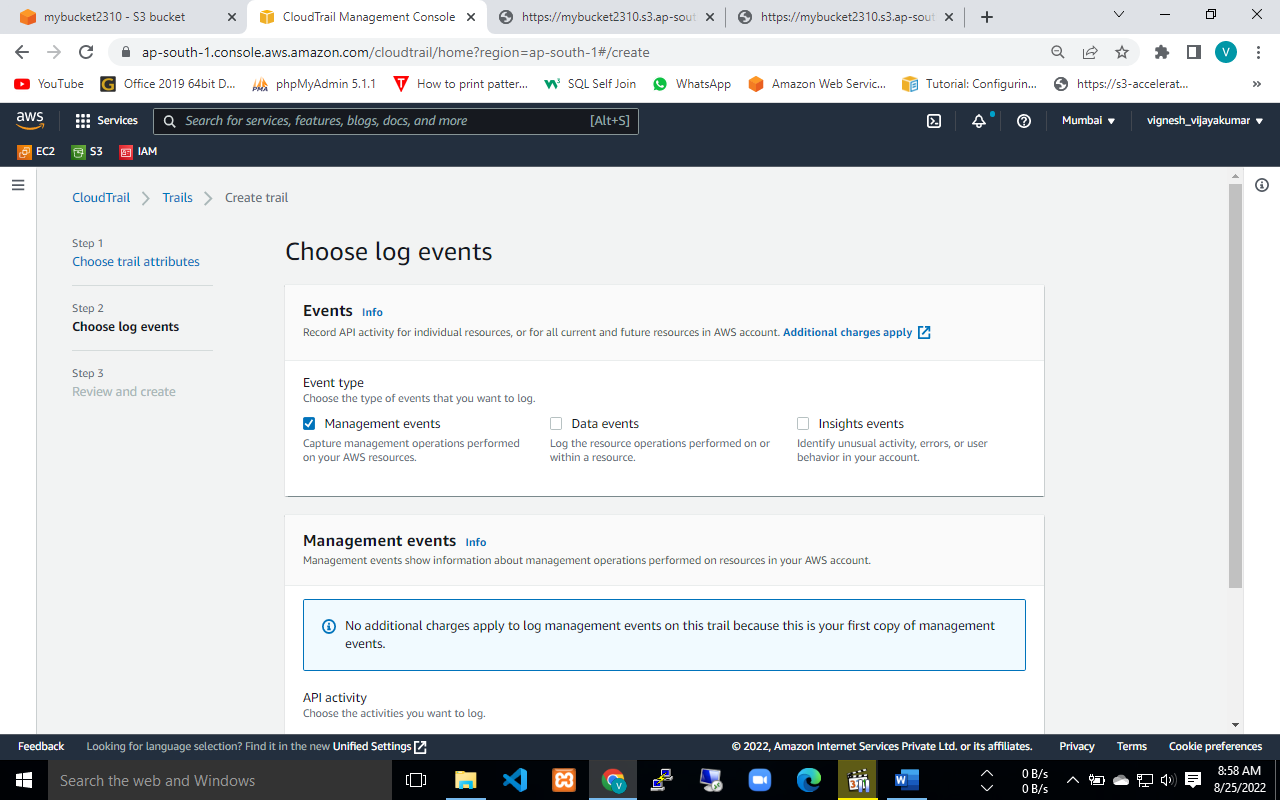 mybucket2310 - S3 bucket
CloudTrail Management Console
https://mybucket2310.s3.ap-sout
https://mybucket2310.s3.ap-sout
ap-south-1.console.aws.amazon.com/cloudtrail/home?region=ap-south-1#/create
V
YouTube
Office 2019 64bit D...
phpMyAdmin 5.1.1
How to print patter...
SQL Self Join
WhatsApp
Amazon Web Servic...
Tutorial: Configurin...
https://s3-accelerat...
»
aws
Services
Search for services, features, blogs, docs, and more
[Alt+S]
Mumbai
vignesh_vijayakumar
EC2
S3
IAM
CloudTrail
Trails
Create trail
Step 1
Choose trail attributes
Step 2
Choose log events
Step 3
Review and create
Choose log events
Events Info
Record API activity for individual resources, or for all current and future resources in AWS account. Additional charges apply
Event type
Choose the type of events that you want to log.
Management events
Capture management operations performed
on your AWS resources.
Data events
Log the resource operations performed on or
within a resource.
Insights events
Identify unusual activity, errors, or user
behavior in your account.
Management events Info
Management events show information about management operations performed on resources in your AWS account.
No additional charges apply to log management events on this trail because this is your first copy of management
events.
API activity
Choose the activities you want to log.
Feedback
Looking for language selection? Find it in the new Unified Settings
© 2022, Amazon Internet Services Private Ltd. or its affiliates.
Privacy
Terms
Cookie preferences
Search the web and Windows
0 B/s
0 B/s
8:58 AM
8/25/2022